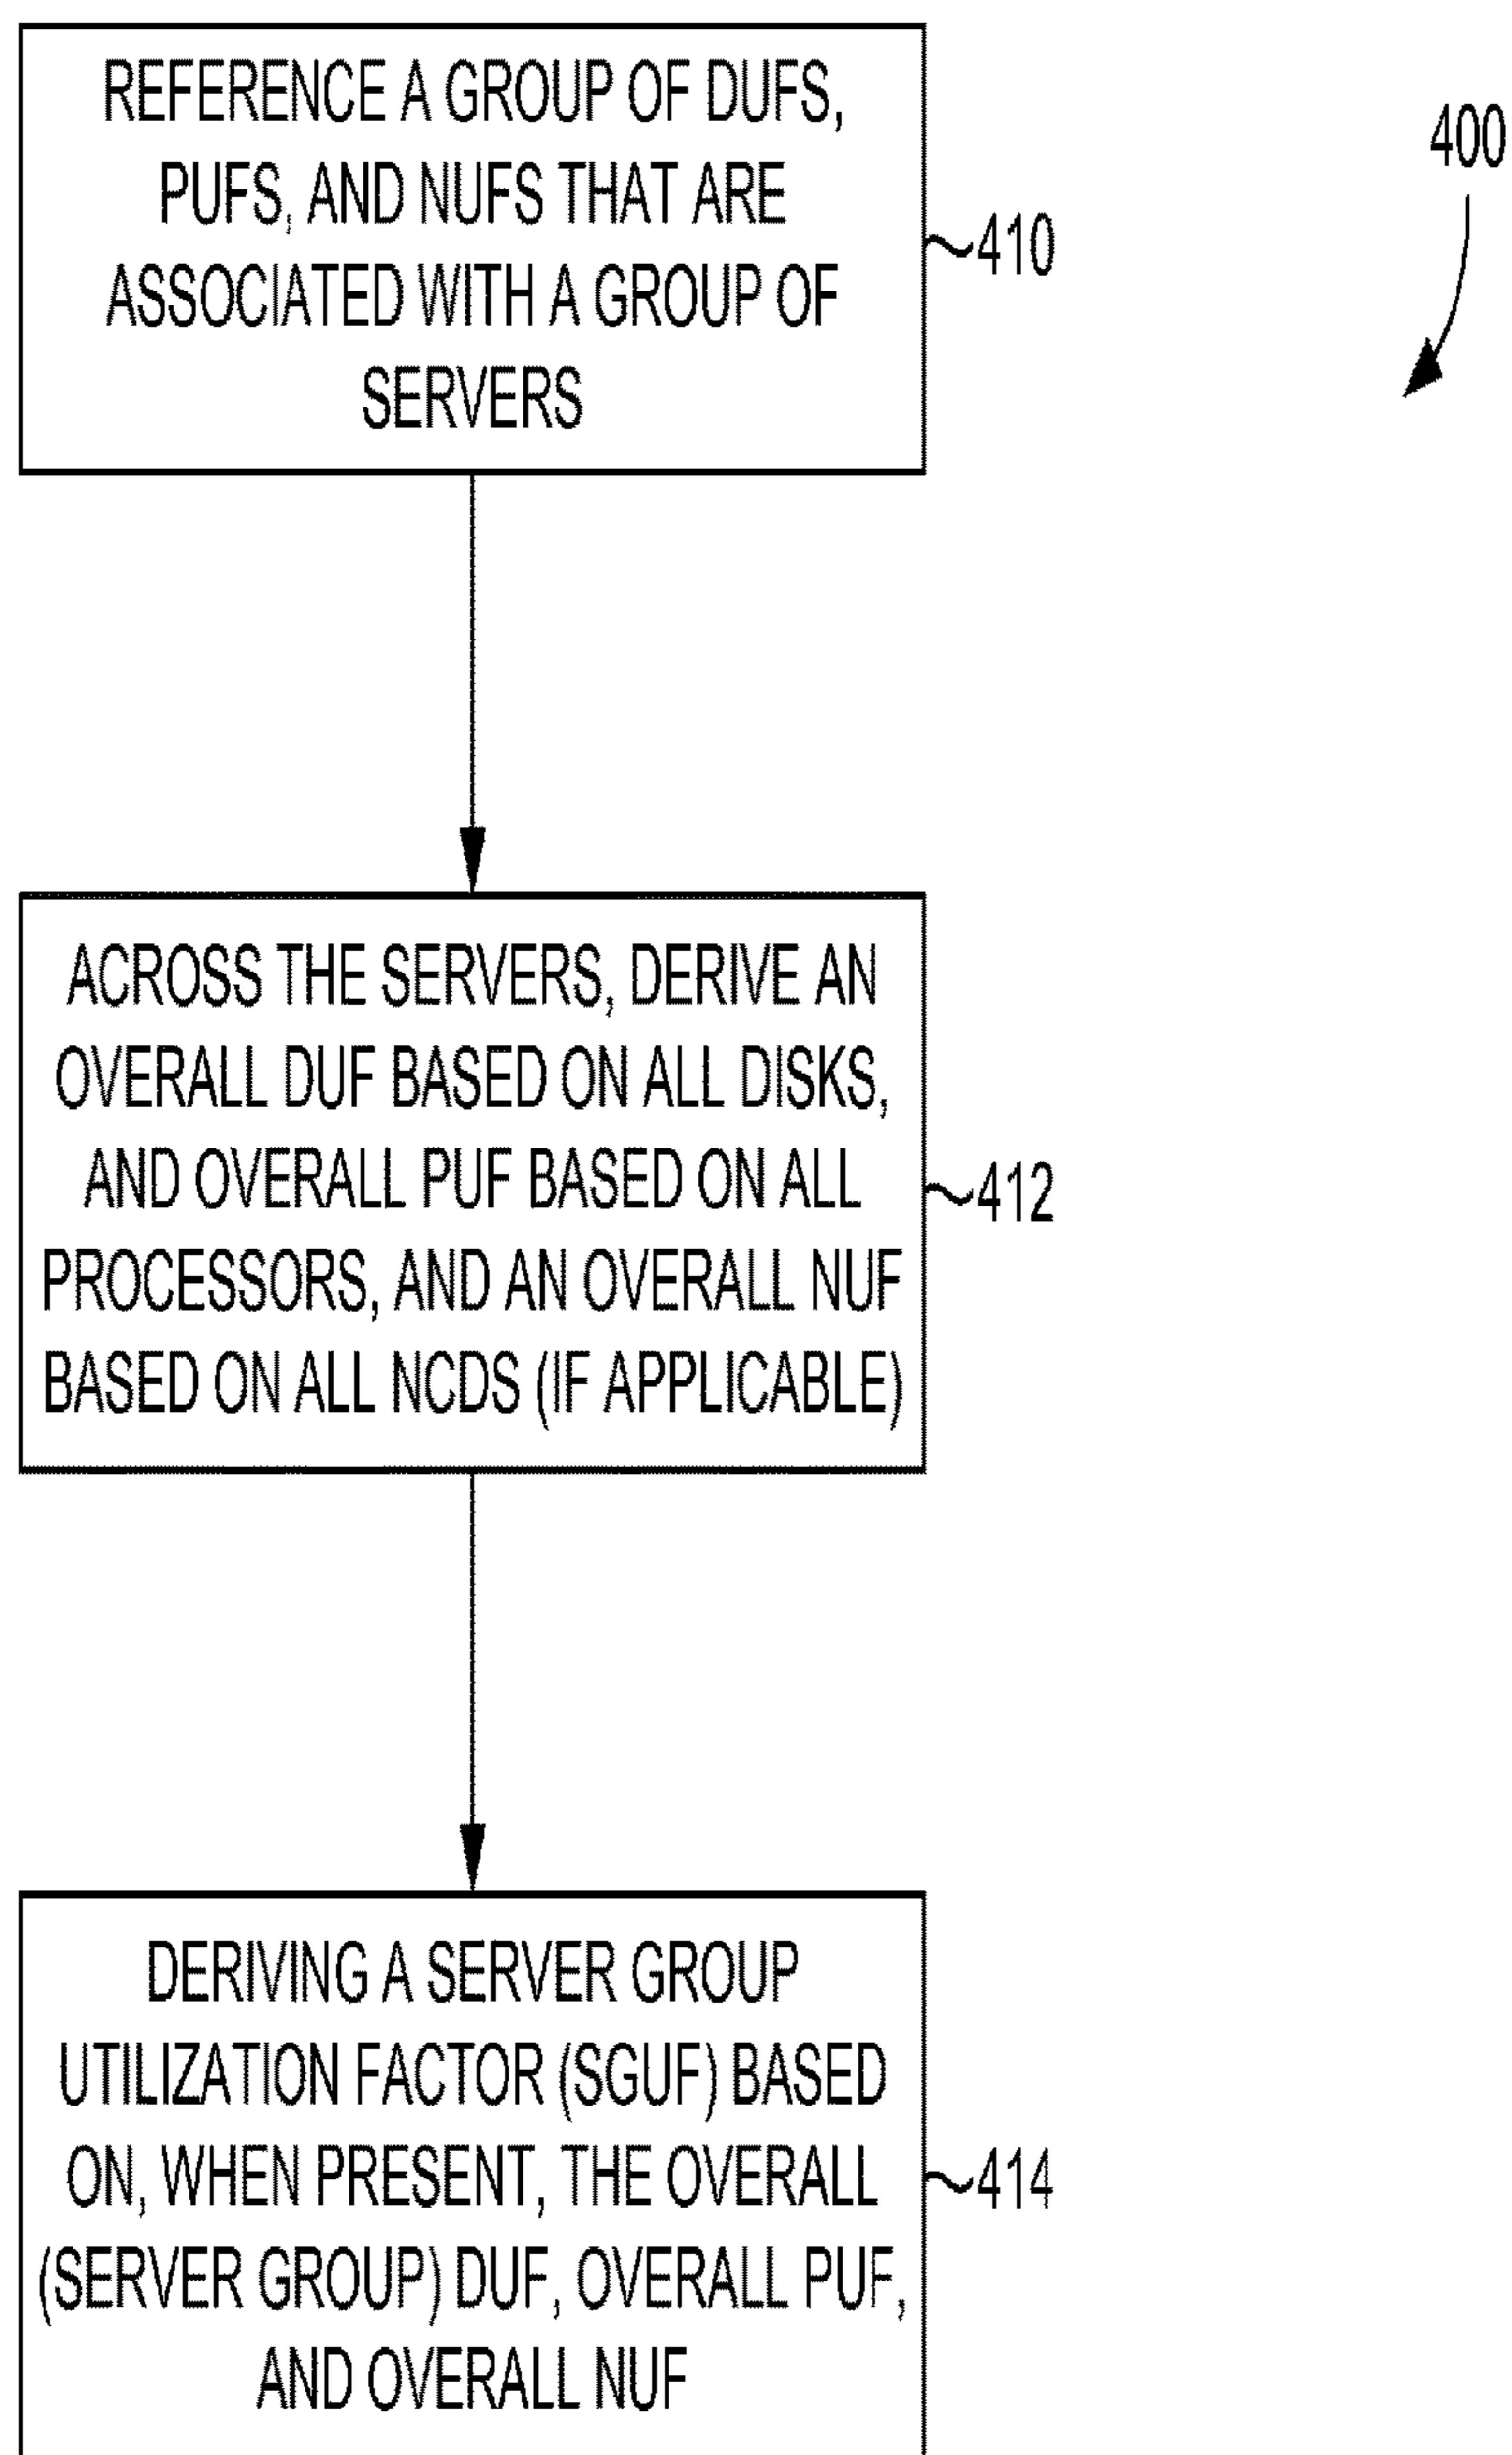 REFERENCE A GROUP OF DUFS,
PUFS, AND NUFS THAT ARE
ASSOCIATED WITH A GROUP OF
SERVERS
410
400
ACROSS THE SERVERS, DERIVE AN
OVERALL DUF BASED ON ALL DISKS,
AND OVERALL PUF BASED ON ALL
PROCESSORS, AND AN OVERALL NUF
BASED ON ALL NCDS (IF APPLICABLE)
412
DERIVING A SERVER GROUP
UTILIZATION FACTOR (SGUF) BASED
ON, WHEN PRESENT, THE OVERALL
(SERVER GROUP) DUF, OVERALL PUF,
AND OVERALL NUF
414